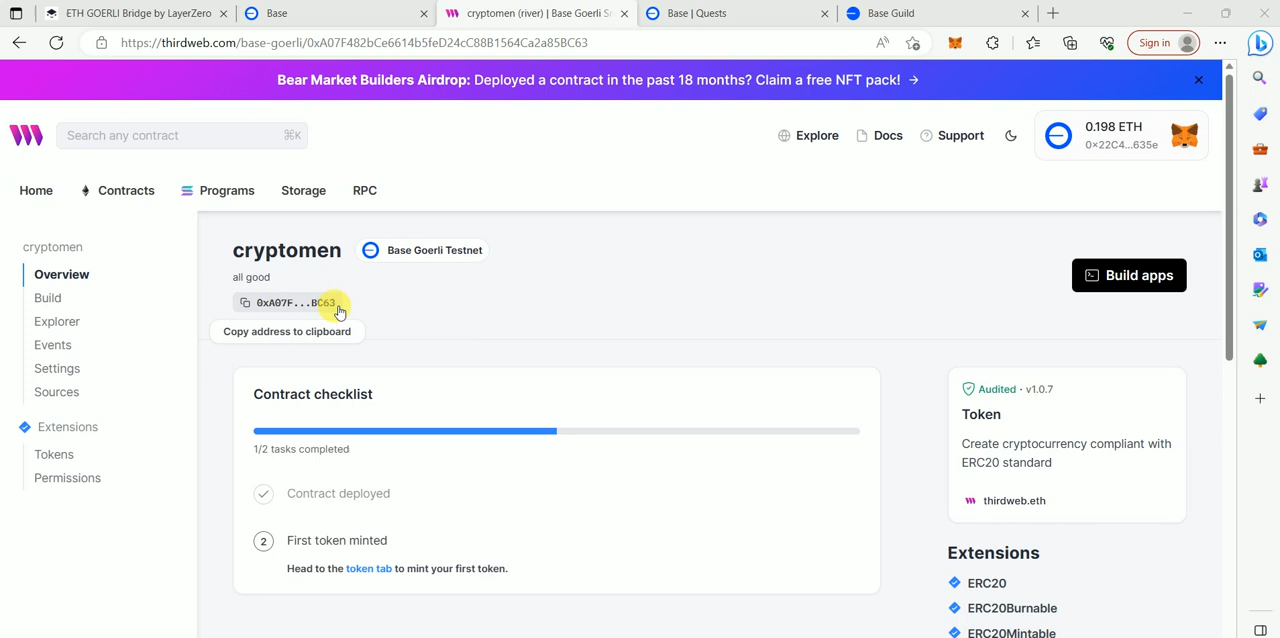 ETH GOERLI Bridge by LayerZero
Base
cryptomen (river) | Base Goerli Sm
Base | Quests
Base Guild
https://thirdweb.com/base-goerli/0xA07F482bCe6614b5feD24cC88B1564Ca2a85BC63
Sign in
Bear Market Builders Airdrop: Deployed a contract in the past 18 months? Claim a free NFT pack! →
Search any contract
⌘K
Explore
Docs
Support
0.198 ETH
0×22C4...635e
Home
Contracts
Programs
Storage
RPC
cryptomen
Overview
Build
Explorer
Events
Settings
Sources
Extensions
Tokens
Permissions
cryptomen
Base Goerli Testnet
all good
0xA07F...BC63
Copy address to clipboard
Build apps
Contract checklist
1/2 tasks completed
Contract deployed
2
First token minted
Head to the token tab to mint your first token.
Audited · v1.0.7
Token
Create cryptocurrency compliant with
ERC20 standard
thirdweb.eth
Extensions
ERC20
ERC20Burnable
ERC20Mintable